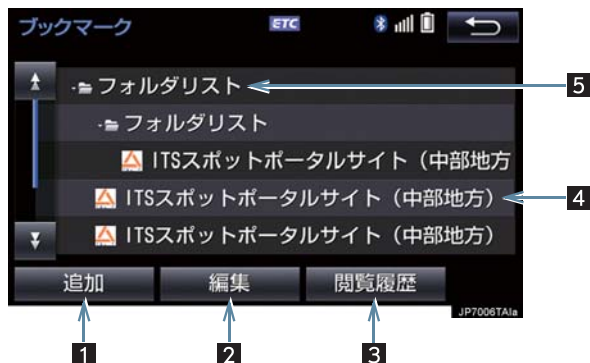 ブックマーク ETC
フォルダリスト 5
フォルダリスト
ITSスポットポータルサイト（中部地方
ITSスポットポータルサイト（中部地方） 4
ITSスポットポータルサイト（中部地方）
追加 編集 閲覧履歴
JP7006TAIa
1 2 3